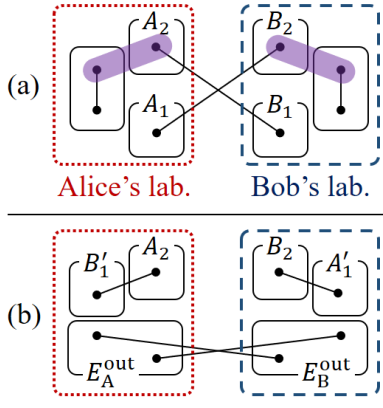 A₂ B₂
(a)
A₁ B₁
Alice's lab. Bob's lab.
B₁′ A₂ B₂ A₁′
(b)
E_A^out E_B^out